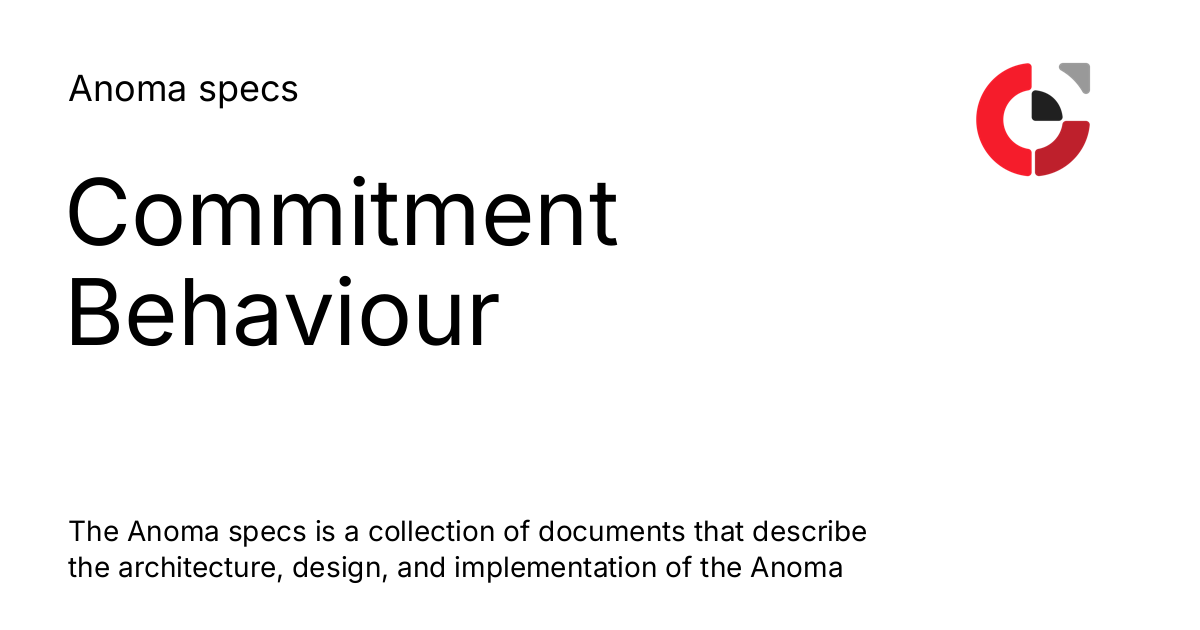 Anoma specs
Commitment
Behaviour
The Anoma specs is a collection of documents that describe
the architecture, design, and implementation of the Anoma